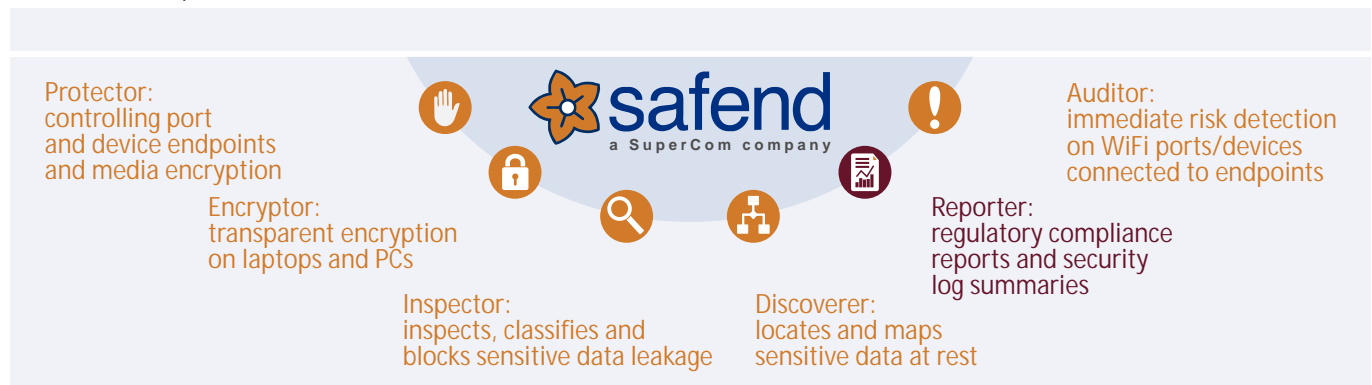 safend
a SuperCom company
Protector:
controlling port
and device endpoints
and media encryption
Encryptor:
transparent encryption
on laptops and PCs
Inspector:
inspects, classifies and
blocks sensitive data leakage
Discoverer:
locates and maps
sensitive data at rest
Reporter:
regulatory compliance
reports and security
log summaries
Auditor:
immediate risk detection
on WiFi ports/devices
connected to endpoints